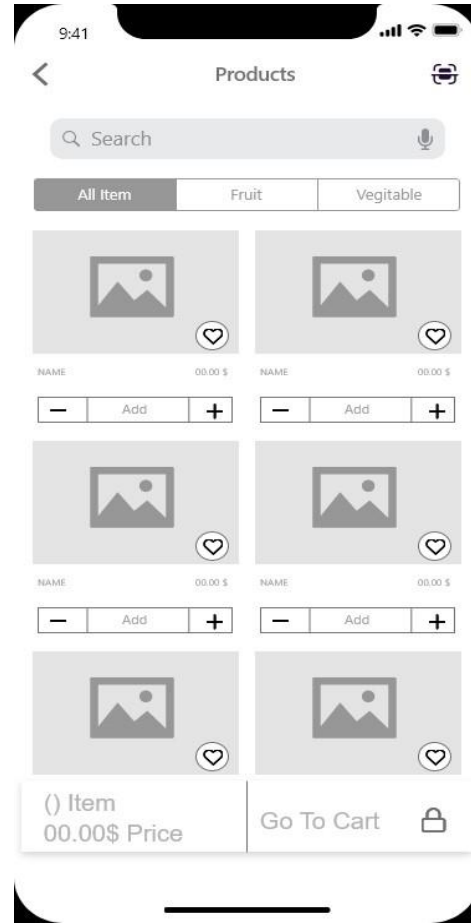 9:41
Products
Search
All Item Fruit Vegitable
NAME 00.00 $ NAME 00.00 $
Add Add
NAME 00.00 $ NAME 00.00 $
Add Add
() Item
00.00$ Price
Go To Cart